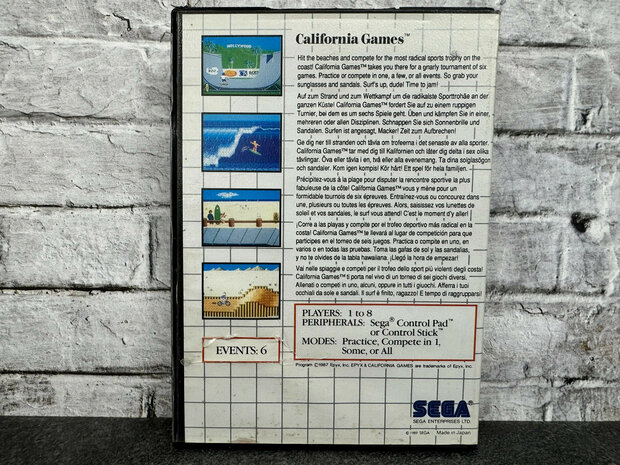 California Games™
Hit the beaches and compete for the most radical sports trophy on the
coast! California Games™ takes you there for a gnarly tournament of six
games. Practice or compete in one, a few, or all events. So grab your
sunglasses and sandals. Surf's up, dude! Time to jam!
Auf zum Strand und zum Wettkampf um die radikalste Sporttrohäe an der
ganzen Küste! California Games™ fordert Sie auf zu einem ruppigen
Turnier, bei dem es um sechs Spiele geht. Üben und kämpfen Sie in einer,
mehreren oder allen Disziplinen. Schnappen Sie sich Sonnenbrille und
Sandalen. Surfen ist angesagt, Macker! Zeit zum Aufbrechen!
Ge dig ner till stranden och tävla om trofeerna i det senaste av alla sporter.
California Games™ tar med dig till Kalifornien och låter dig delta i sex olika
tävlingar. Öva eller tävla i en, två eller alla evenemang. Ta dina solglasögon
och sandaler. Kom igen kompis! Kör hårt! Ett spel för hela familjen.
Précipitez-vous à la plage pour disputer la rencontre sportive la plus
fabuleuse de la côte! California Games™ vous y mène pour un
formidable tournois de six épreuves. Entraînez-vous ou concourez dans
une, plusieurs ou toutes les épreuves. Alors, saisissez vos lunettes de
soleil et vos sandales, le surf vous attend! C'est le moment d'y aller!
¡Corre a las playas y compite por el trofeo deportivo más radical en la
costa! California Games™ te llevará al lugar de competición para que
participes en el torneo de seis juegos. Practica o compite en uno, en
varios o en todas las pruebas. Toma las gafas de sol y las sandalias,
y no te olvides de la tabla hawaiana. ¡Llegó la hora de empezar!
Vai nelle spiaggie e competi per il trofeo dello sport più violenti degli costa!
California Games™ ti porta nel vivo di un torneo di sei giochi diversi.
Allenati o competi in uno, alcuni, oppure in tutti i giuochi. Afferra i tuoi
occhiali da sole e sandali. Il surf è finito, ragazzo! E tempo di raggrupparsi!
HOLLYWOOD
EVENTS: 6
PLAYERS: 1 to 8
PERIPHERALS: Sega® Control Pad™
or Control Stick™
MODES: Practice, Compete in 1,
Some, or All
Program ©1987 Epyx, Inc. EPYX & CALIFORNIA GAMES are trademarks of Epyx, Inc.
SEGA
SEGA ENTERPRISES LTD.
© 1989 SEGA Made in Japan